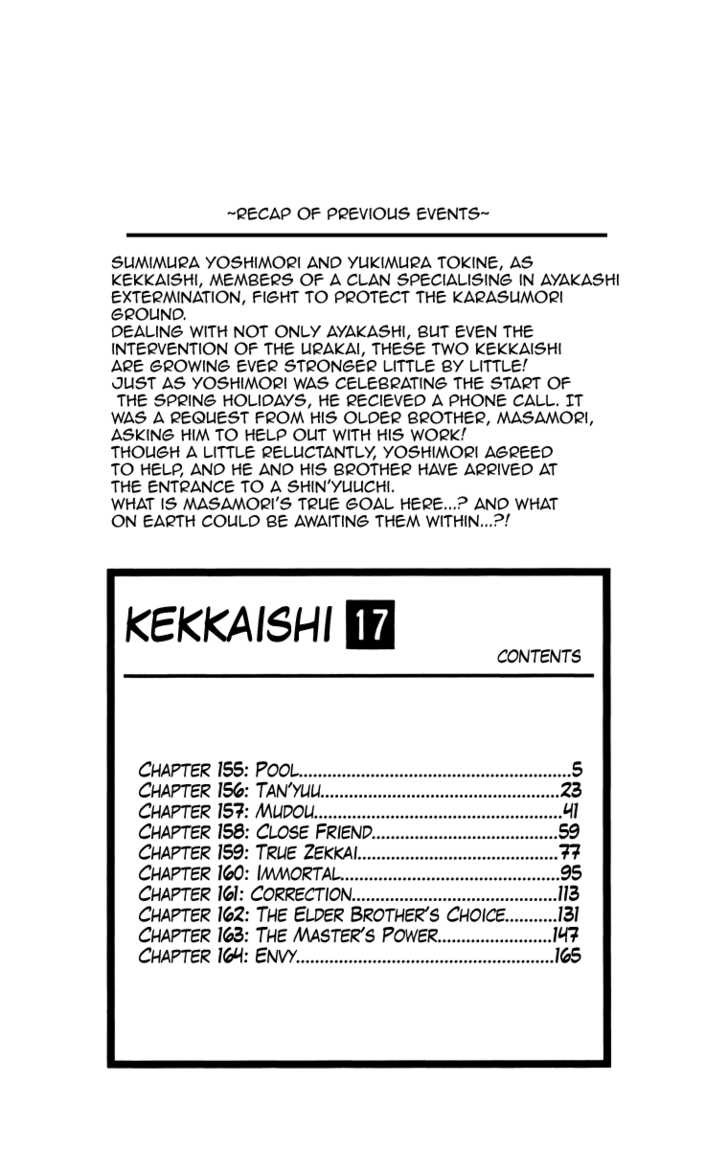 ~RECAP OF PREVIOUS EVENTS~
SUMIMURA YOSHIMORI AND YUKIMURA TOKINE, AS
KEKKAISHI, MEMBERS OF A CLAN SPECIALISING IN AYAKASHI
EXTERMINATION, FIGHT TO PROTECT THE KARASUMORI
GROUND.
DEALING WITH NOT ONLY AYAKASHI, BUT EVEN THE
INTERVENTION OF THE URAKAI, THESE TWO KEKKAISHI
ARE GROWING EVER STRONGER LITTLE BY LITTLE!
JUST AS YOSHIMORI WAS CELEBRATING THE START OF
THE SPRING HOLIDAYS, HE RECIEVED A PHONE CALL. IT
WAS A REQUEST FROM HIS OLDER BROTHER, MASAMORI,
ASKING HIM TO HELP OUT WITH HIS WORK!
THOUGH A LITTLE RELUCTANTLY, YOSHIMORI AGREED
TO HELP, AND HE AND HIS BROTHER HAVE ARRIVED AT
THE ENTRANCE TO A SHIN'YUUCHI.
WHAT IS MASAMORI'S TRUE GOAL HERE...? AND WHAT
ON EARTH COULD BE AWAITING THEM WITHIN...?!
KEKKAISHI 17
CONTENTS
CHAPTER 155: POOL..........................................................5
CHAPTER 156: TAN'YUU...................................................23
CHAPTER 157: MUDOU.....................................................41
CHAPTER 158: CLOSE FRIEND........................................59
CHAPTER 159: TRUE ZEKKAI...........................................77
CHAPTER 160: IMMORTAL...............................................95
CHAPTER 161: CORRECTION............................................113
CHAPTER 162: THE ELDER BROTHER'S CHOICE...........131
CHAPTER 163: THE MASTER'S POWER........................147
CHAPTER 164: ENVY.......................................................165